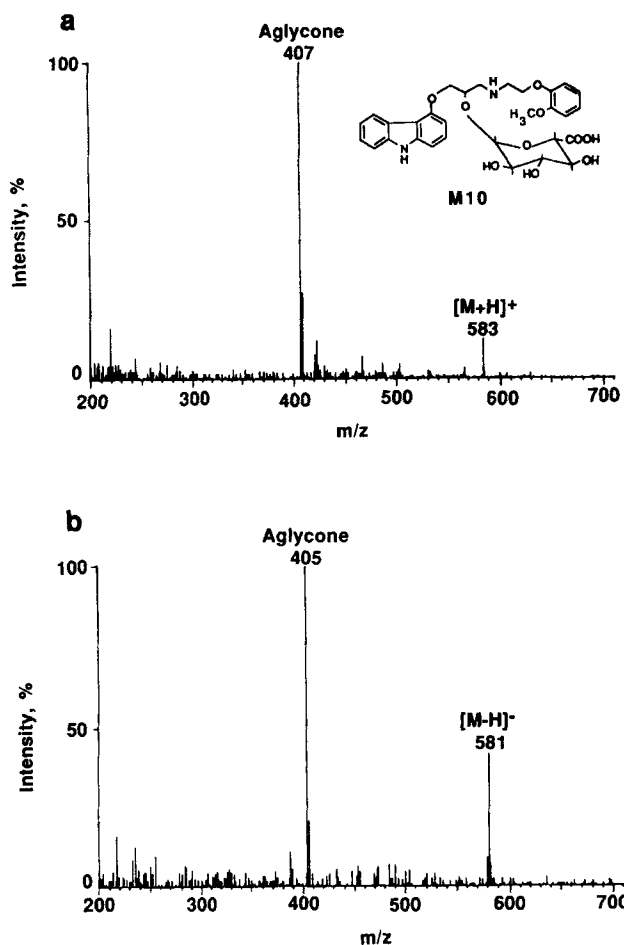 a
Aglycone
407
100
50
0
Intensity, %
H
N
O
O
O
H₃CO
O
COOH
HO
HO
OH
OH
N
H
M10
[M+H]⁺
583
200 300 400 500 600 700
m/z
b
Aglycone
405
100
50
0
Intensity, %
[M-H]⁻
581
200 300 400 500 600 700
m/z